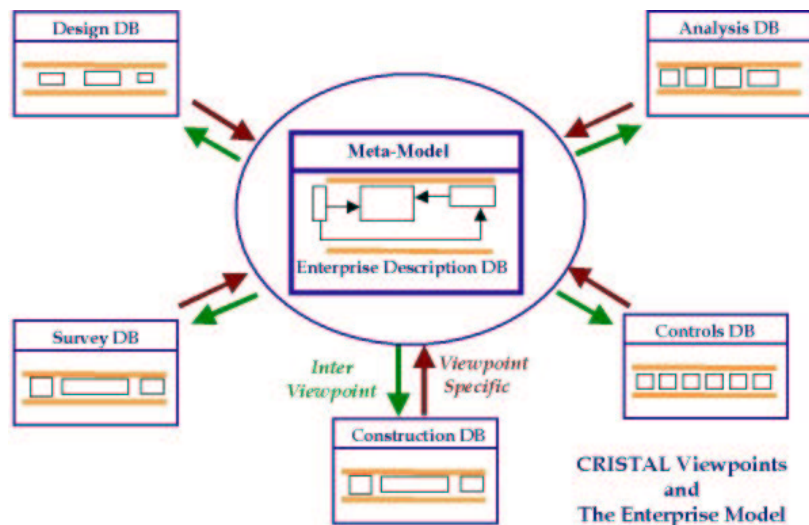 Design DB
Analysis DB
Meta-Model
Enterprise Description DB
Survey DB
Controls DB
Inter
Viewpoint
Viewpoint
Specific
Construction DB
CRISTAL Viewpoints
and
The Enterprise Model